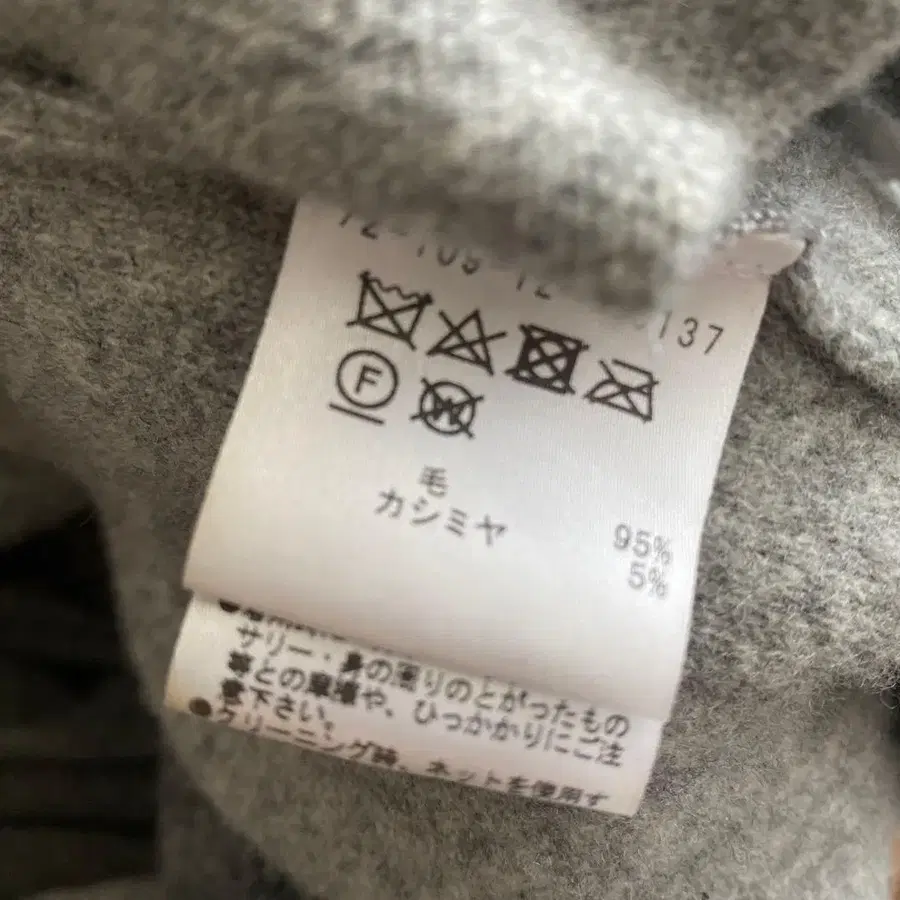 137
F
W
毛 95%
カシミヤ 5%
サリー・身の周りのとがったもの
等との摩擦や、ひっかかりにご注
意下さい。
●クリーニング時、ネットを使用す